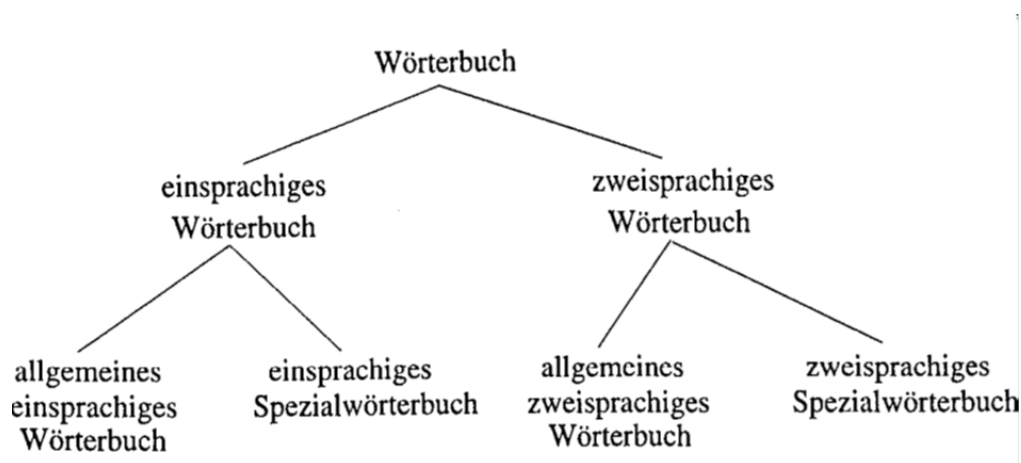 Wörterbuch
einsprachiges
Wörterbuch
zweisprachiges
Wörterbuch
allgemeines
einsprachiges
Wörterbuch
einsprachiges
Spezialwörterbuch
allgemeines
zweisprachiges
Wörterbuch
zweisprachiges
Spezialwörterbuch